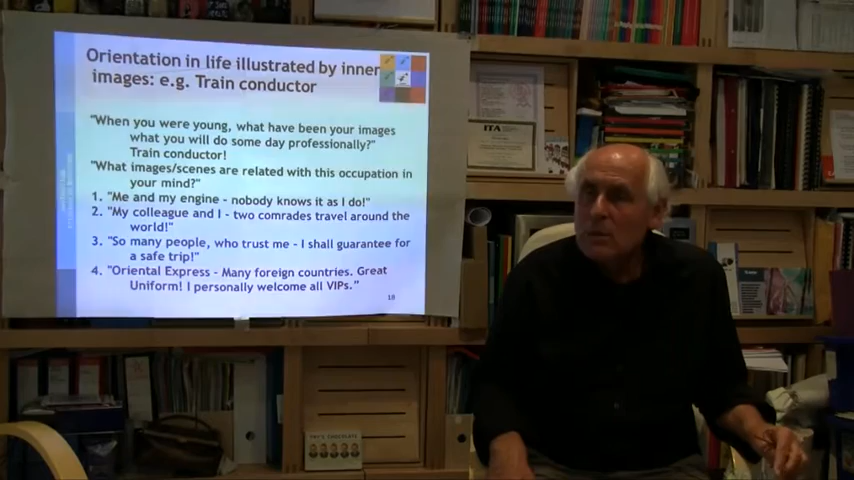 Orientation in life illustrated by inner
images: e.g. Train conductor
"When you were young, what have been your images
what you will do some day professionally?"
Train conductor!
"What images/scenes are related with this occupation in
your mind?"
1. "Me and my engine - nobody knows it as I do!"
2. "My colleague and I - two comrades travel around the
world!"
3. "So many people, who trust me - I shall guarantee for
a safe trip!"
4. "Oriental Express - Many foreign countries. Great
Uniform! I personally welcome all VIPs."
18
ITA